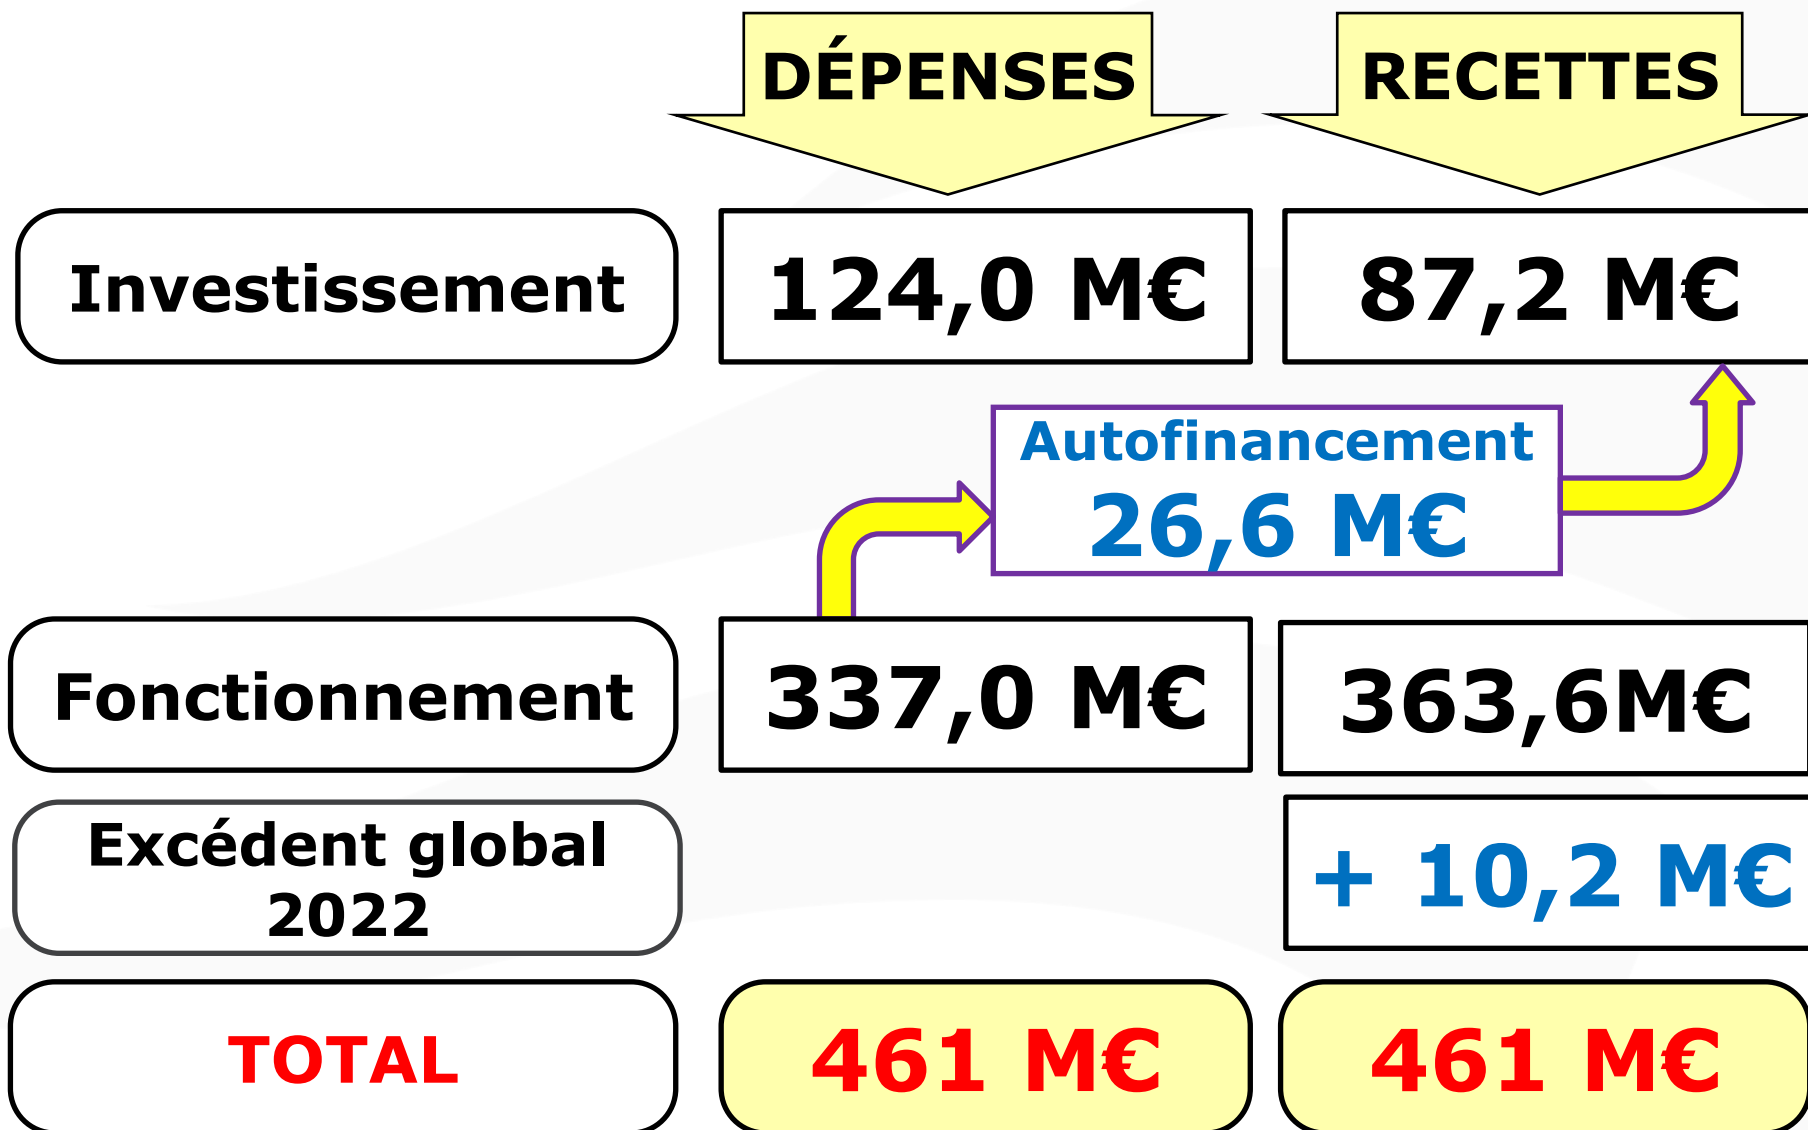 DÉPENSES
RECETTES
Investissement
124,0 M€
87,2 M€
Autofinancement
26,6 M€
Fonctionnement
337,0 M€
363,6M€
Excédent global
2022
+ 10,2 M€
TOTAL
461 M€
461 M€